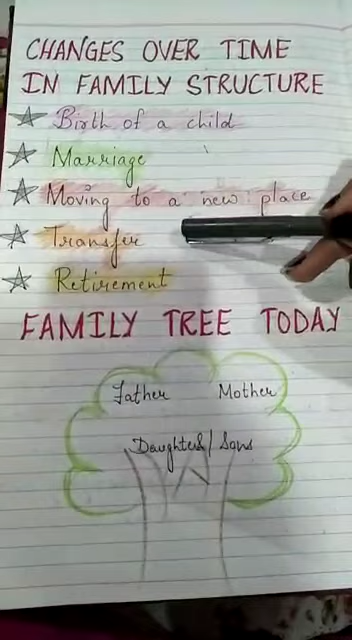 CHANGES OVER TIME
IN FAMILY STRUCTURE
Birth of a child
Marriage
Moving to a new place
Transfer
Retirement
FAMILY TREE TODAY
Father Mother
Daughters/Sons